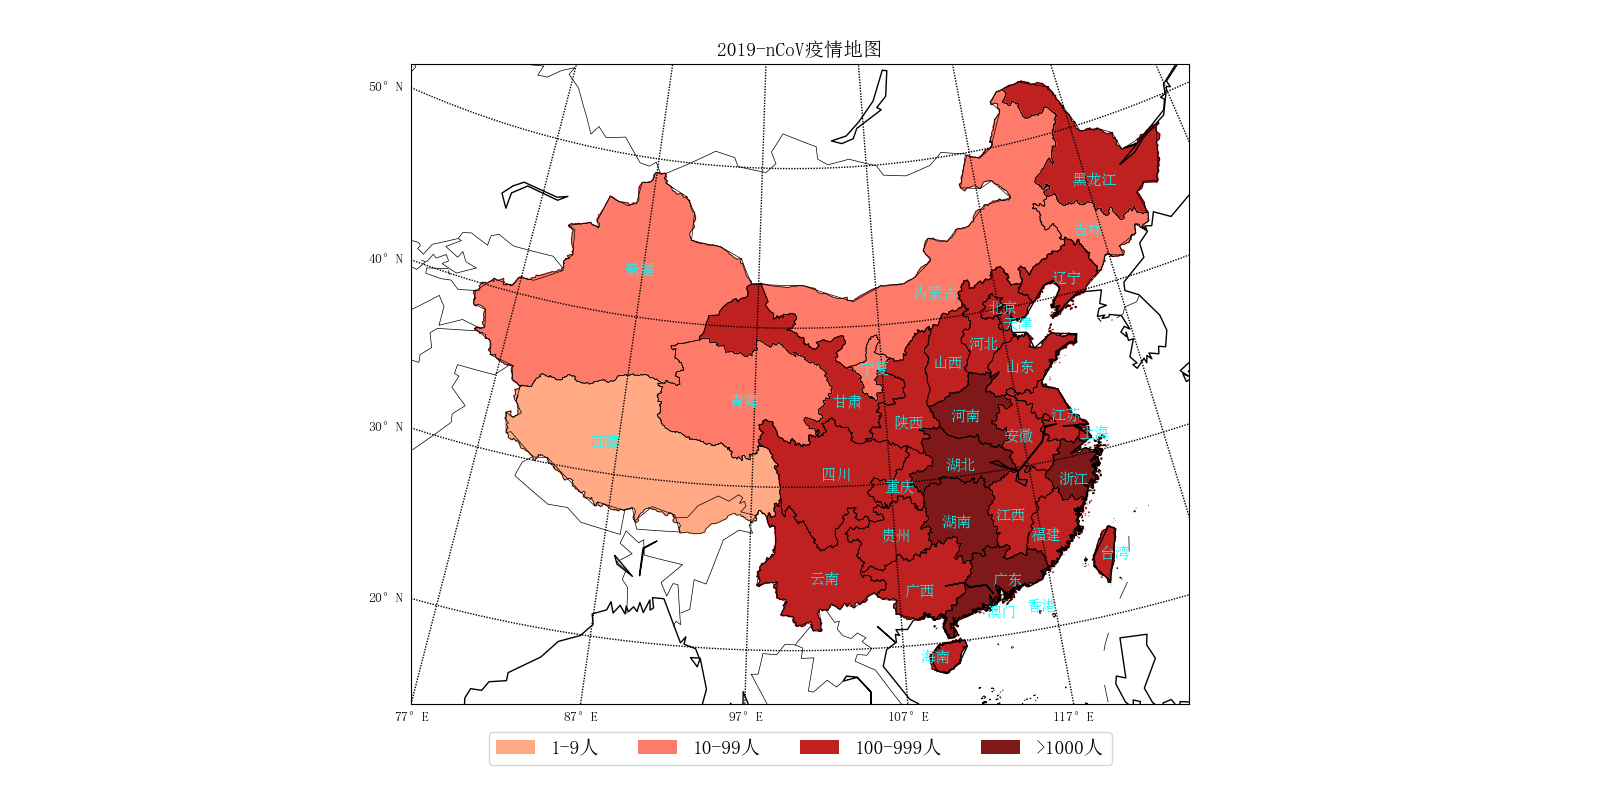 2019-nCoV疫情地图
50° N
黑龙江
吉林
40° N
新疆
辽宁
内蒙古
北京
天津
河北
山西
宁夏
山东
青海
甘肃
河南
江苏
陕西
30° N
上海
安徽
西藏
湖北
四川
浙江
重庆
江西
湖南
福建
贵州
台湾
云南
广东
广西
20° N
香港
澳门
海南
77° E 87° E 97° E 107° E 117° E
1-9人 10-99人 100-999人 >1000人